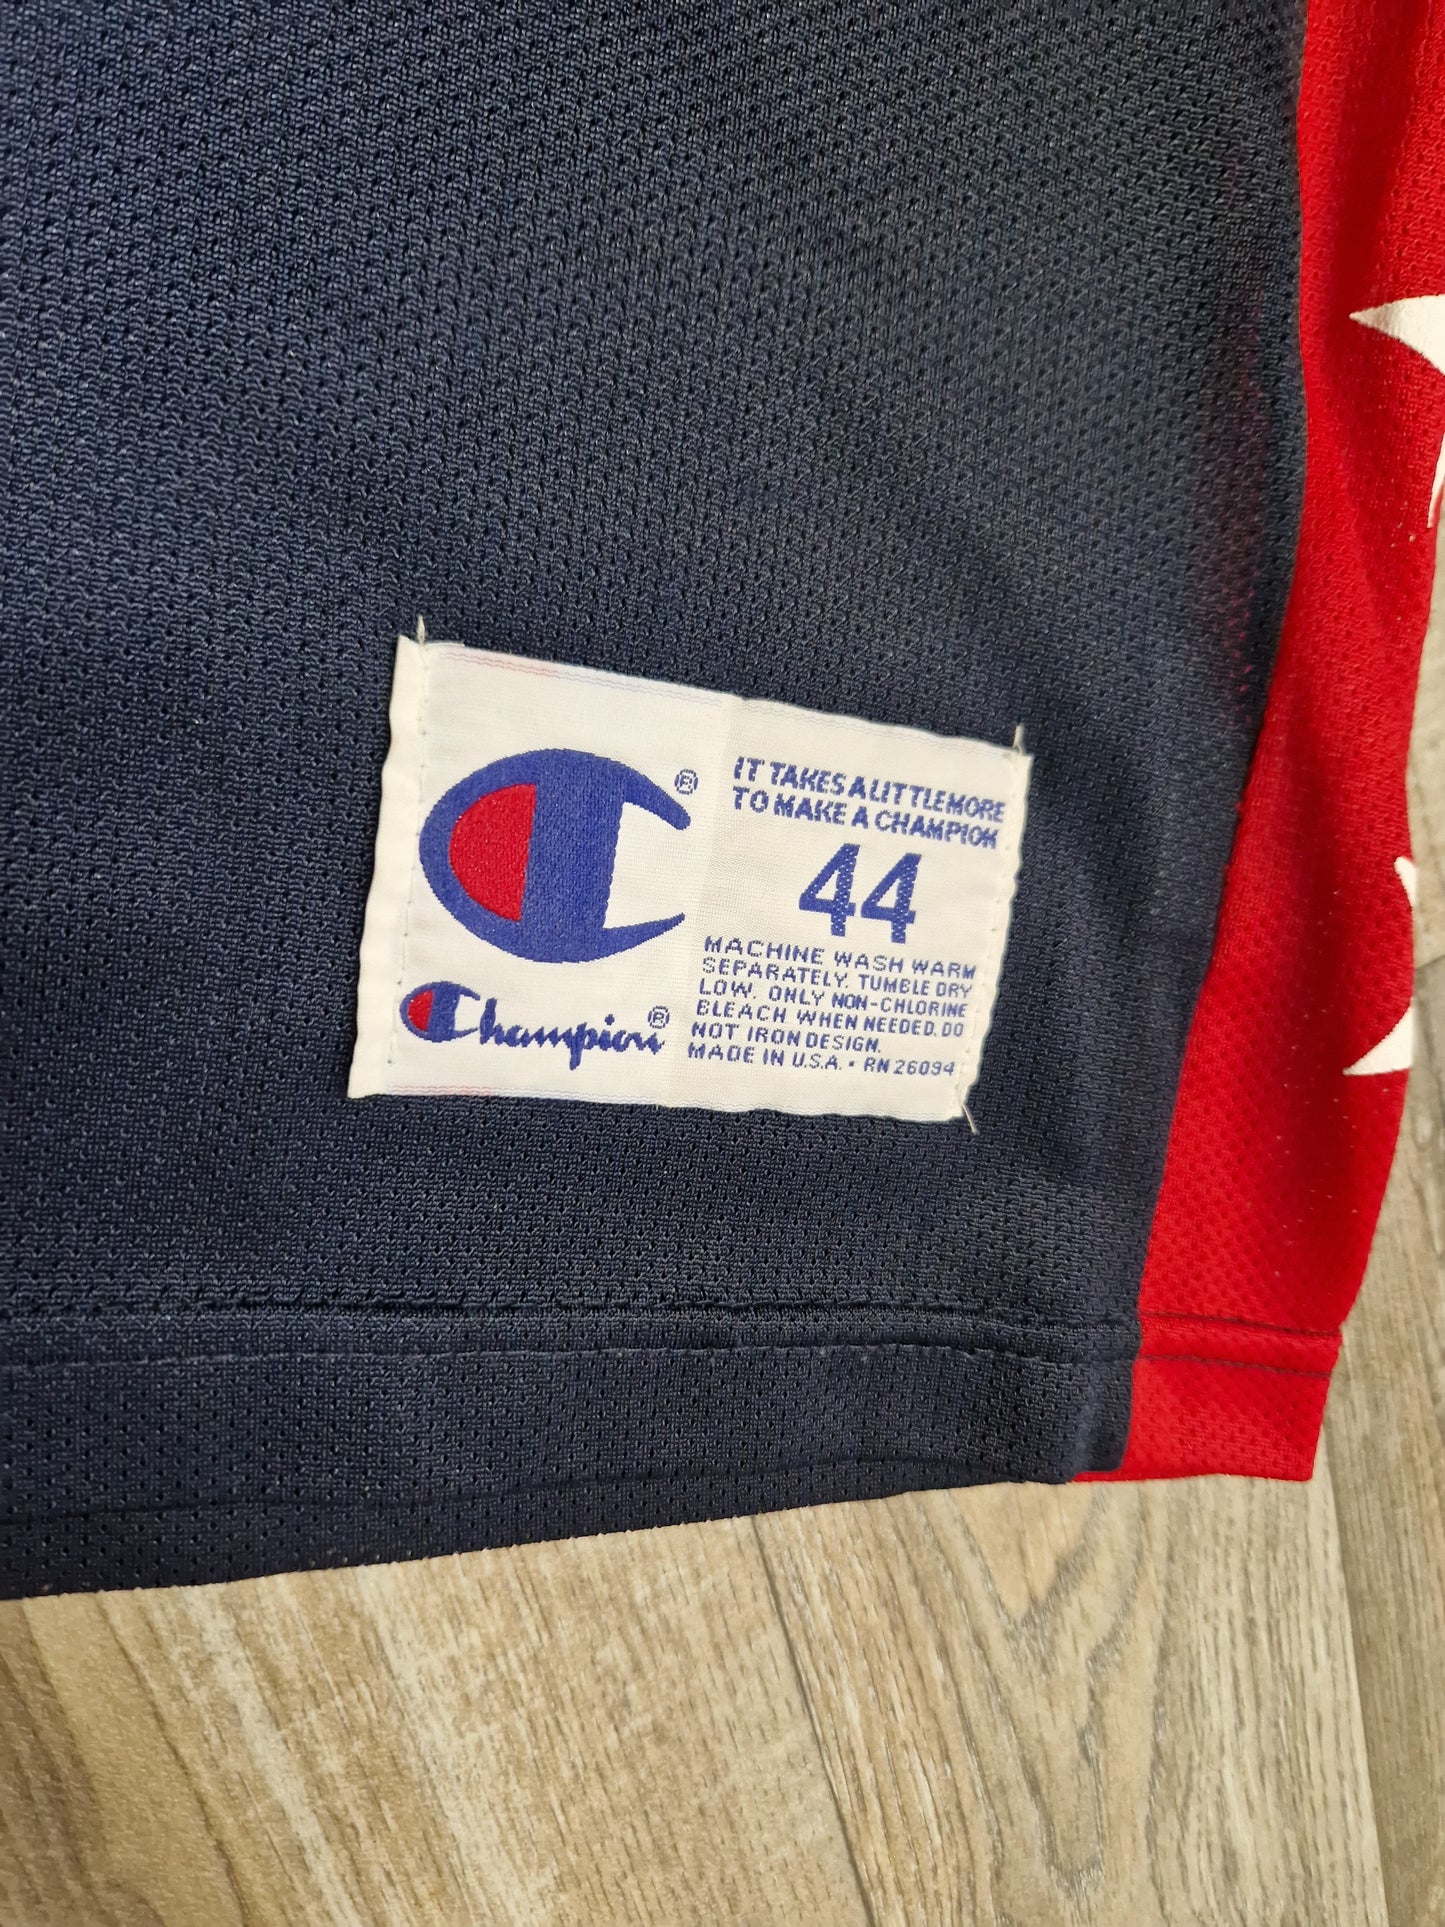 ®
Champion®
IT TAKES A LITTLE MORE
TO MAKE A CHAMPION
44
MACHINE WASH WARM
SEPARATELY. TUMBLE DRY
LOW. ONLY NON-CHLORINE
BLEACH WHEN NEEDED. DO
NOT IRON DESIGN.
MADE IN U.S.A. • RN 26094